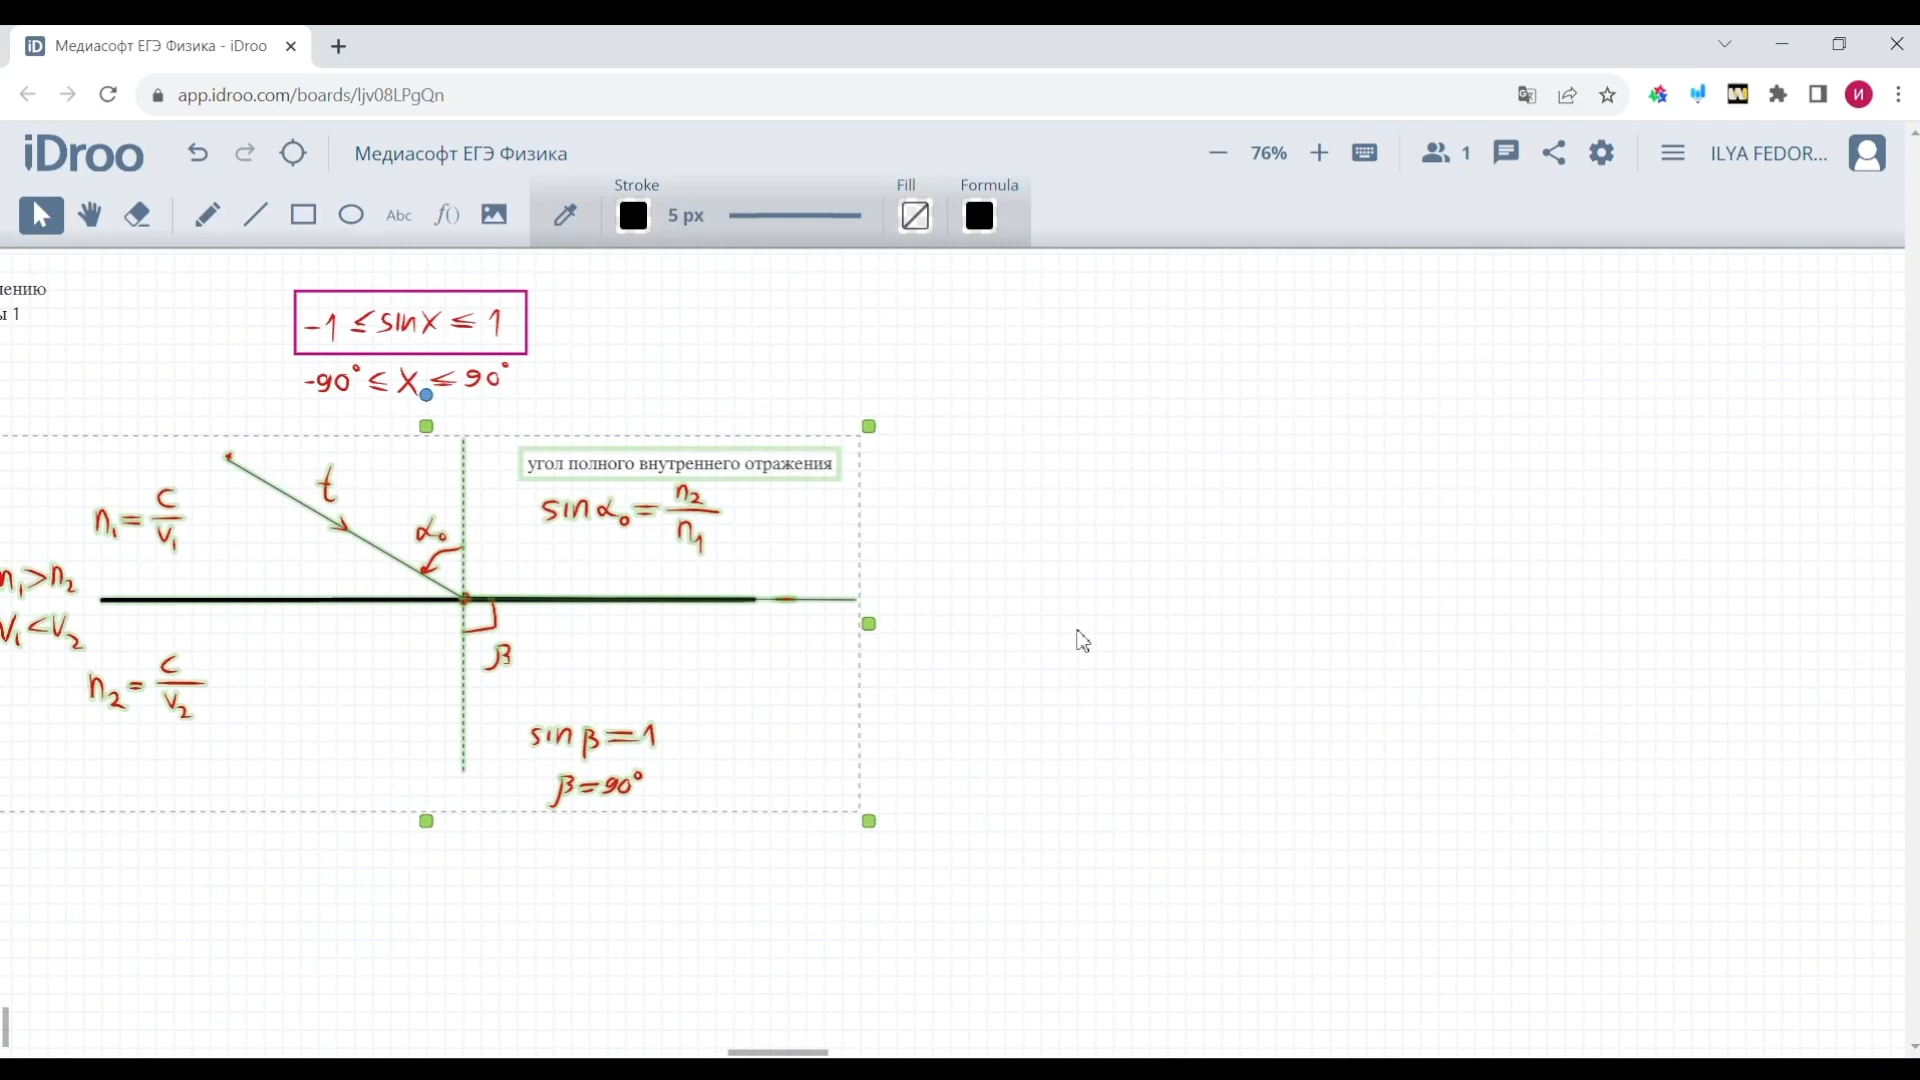 Медиасофт ЕГЭ Физика - iDroo
app.idroo.com/boards/ljv08LPgQn
И
iDroo
Медиасофт ЕГЭ Физика
76%
1
ILYA FEDOR...
Abc
f()
Stroke
5 px
Fill
Formula
лению
ы 1
-1 ≤ sin x ≤ 1
-90° ≤ x ≤ 90°
угол полного внутреннего отражения
t
n₁ = c/v₁
α₀
sin α₀ = n₂/n₁
n₁ > n₂
v₁ < v₂
β
n₂ = c/v₂
sin β = 1
β = 90°